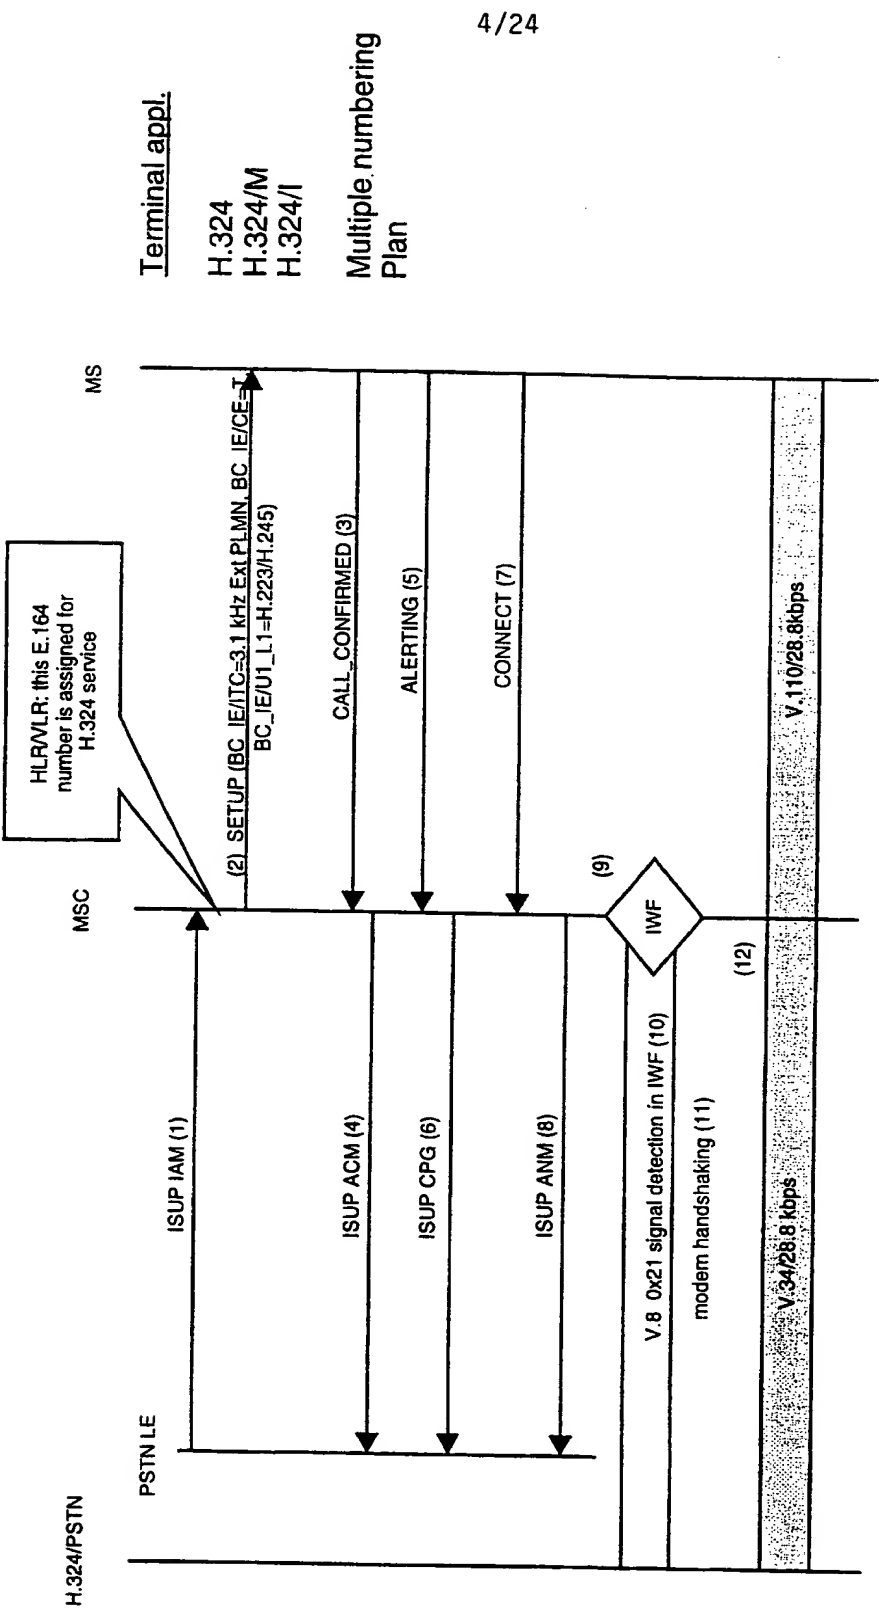 4/24
Terminal appl.
H.324
H.324/M
H.324/I
Multiple numbering
Plan
H.324/PSTN
PSTN LE
MSC
MS
HLR/VLR: this E.164
number is assigned for
H.324 service
ISUP IAM (1)
(2) SETUP (BC_IE/ITC=3.1 kHz Ext PLMN, BC_IE/CE=T
BC_IE/U1_L1=H.223/H.245)
CALL_CONFIRMED (3)
ISUP ACM (4)
ALERTING (5)
ISUP CPG (6)
CONNECT (7)
ISUP ANM (8)
(9)
IWF
V.8 0x21 signal detection in IWF (10)
modem handshaking (11)
(12)
V.34/28.8 kbps
V.110/28.8kbps